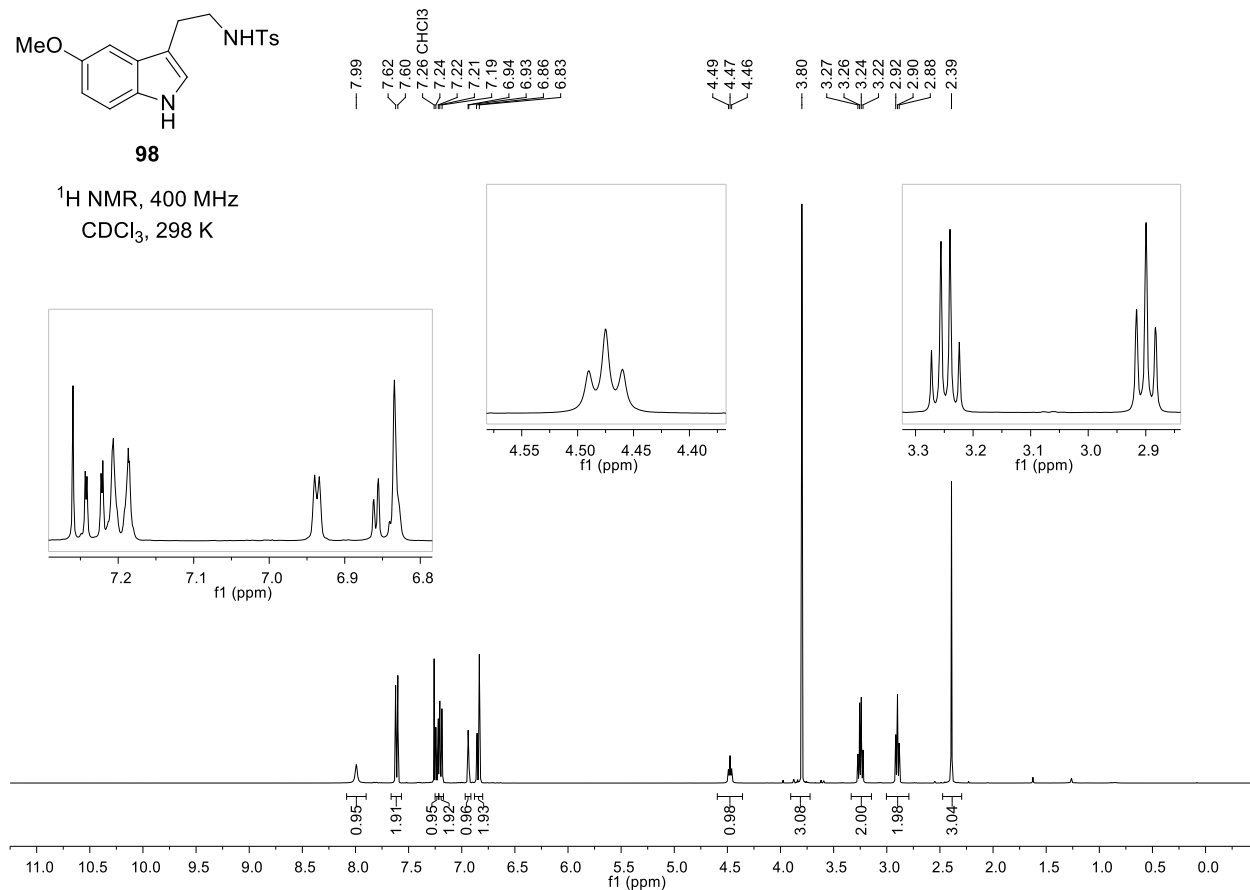 MeO
NHTs
N
H
98
¹H NMR, 400 MHz
CDCl₃, 298 K
7.99
7.62
7.60
7.26 CHCl3
7.24
7.22
7.21
7.19
6.94
6.93
6.86
6.83
4.49
4.47
4.46
3.80
3.27
3.26
3.24
3.22
2.92
2.90
2.88
2.39
7.2 7.1 7.0 6.9 6.8
f1 (ppm)
4.55 4.50 4.45 4.40
f1 (ppm)
3.3 3.2 3.1 3.0 2.9
f1 (ppm)
0.95
1.91
0.95
1.92
0.96
1.93
0.98
3.08
2.00
1.98
3.04
11.0 10.5 10.0 9.5 9.0 8.5 8.0 7.5 7.0 6.5 6.0 5.5 5.0 4.5 4.0 3.5 3.0 2.5 2.0 1.5 1.0 0.5 0.0
f1 (ppm)